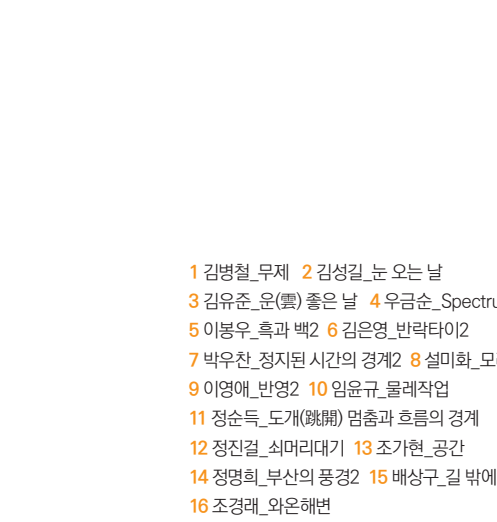 1 김병철_무제 2 김성길_눈 오는 날
3 김유준_운(雲) 좋은 날 4 우금순_Spectru
5 이봉우_흑과 백2 6 김은영_반락타이2
7 박우찬_정지된 시간의 경계2 8 설미화_모
9 이영애_반영2 10 임윤규_물레작업
11 정순득_도개(跳開) 멈춤과 흐름의 경계
12 정진걸_쇠머리대기 13 조가현_공간
14 정명희_부산의 풍경2 15 배상구_길 밖에
16 조경래_와온해변